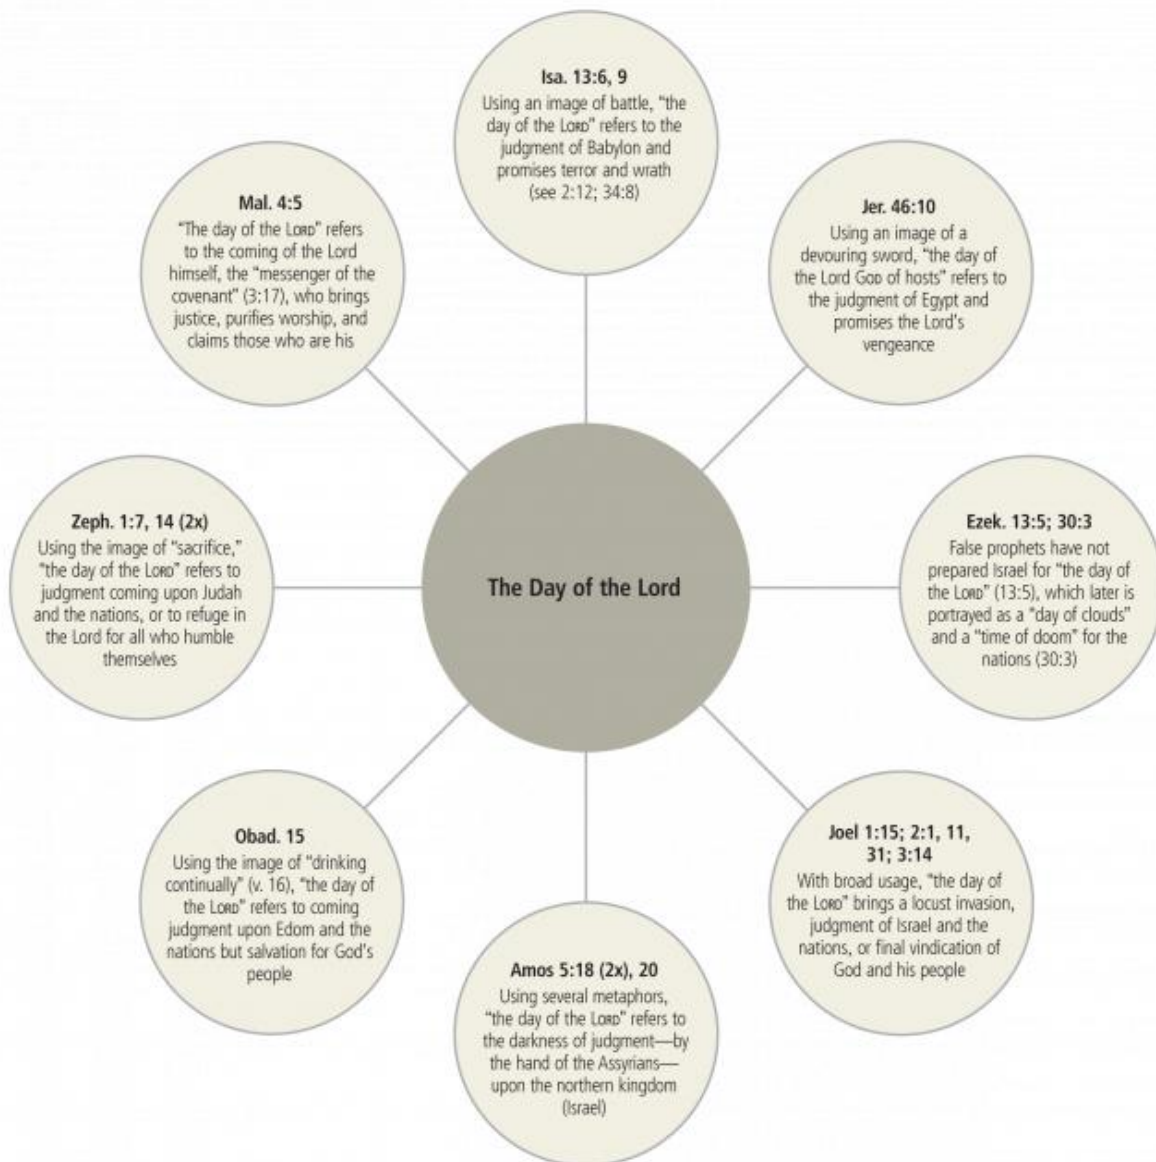 Isa. 13:6, 9
Using an image of battle, “the
day of the LORD” refers to the
judgment of Babylon and
promises terror and wrath
(see 2:12; 34:8)
Jer. 46:10
Using an image of a
devouring sword, “the day of
the Lord GOD of hosts” refers to
the judgment of Egypt and
promises the Lord’s
vengeance
Ezek. 13:5; 30:3
False prophets have not
prepared Israel for “the day of
the LORD” (13:5), which later is
portrayed as a “day of clouds”
and a “time of doom” for the
nations (30:3)
Joel 1:15; 2:1, 11,
31; 3:14
With broad usage, “the day of
the LORD” brings a locust invasion,
judgment of Israel and the
nations, or final vindication of
God and his people
Amos 5:18 (2x), 20
Using several metaphors,
“the day of the LORD” refers to
the darkness of judgment—by
the hand of the Assyrians—
upon the northern kingdom
(Israel)
Obad. 15
Using the image of “drinking
continually” (v. 16), “the day of
the LORD” refers to coming
judgment upon Edom and the
nations but salvation for God’s
people
Zeph. 1:7, 14 (2x)
Using the image of “sacrifice,”
“the day of the LORD” refers to
judgment coming upon Judah
and the nations, or to refuge in
the Lord for all who humble
themselves
Mal. 4:5
“The day of the LORD” refers
to the coming of the Lord
himself, the “messenger of the
covenant” (3:17), who brings
justice, purifies worship, and
claims those who are his
The Day of the Lord